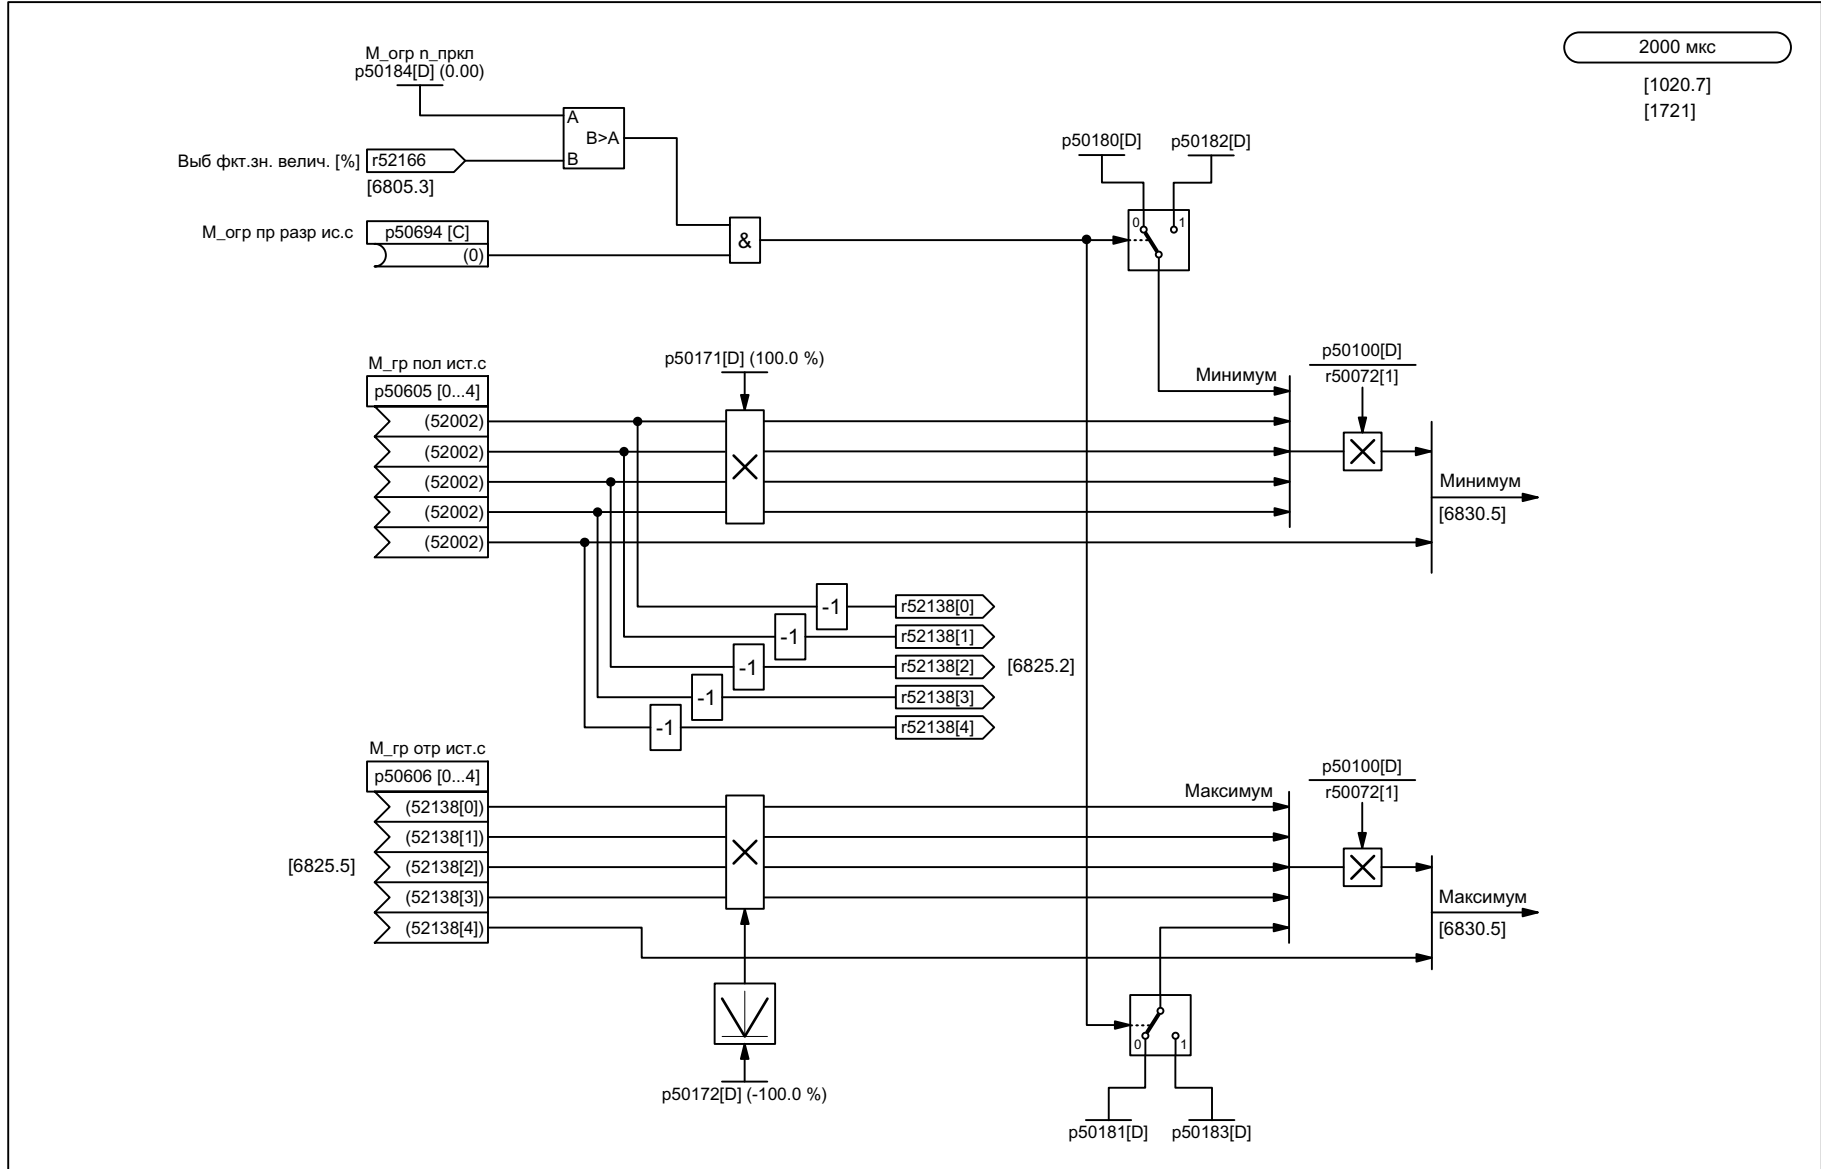 2000 мкс
[1020.7]
[1721]
М_огр n_пркл
p50184[D] (0.00)
A
B>A
B
Выб фкт.зн. велич. [%]
r52166
[6805.3]
М_огр пр разр ис.с
p50694 [C]
(0)
&
p50180[D]
p50182[D]
0
1
М_гр пол ист.с
p50605 [0...4]
(52002)
(52002)
(52002)
(52002)
(52002)
p50171[D] (100.0 %)
Минимум
p50100[D]
r50072[1]
Минимум
[6830.5]
-1
r52138[0]
-1
r52138[1]
-1
r52138[2]
[6825.2]
-1
r52138[3]
-1
r52138[4]
М_гр отр ист.с
p50606 [0...4]
(52138[0])
(52138[1])
(52138[2])
(52138[3])
(52138[4])
[6825.5]
Максимум
p50100[D]
r50072[1]
Максимум
[6830.5]
p50172[D] (-100.0 %)
0
1
p50181[D]
p50183[D]